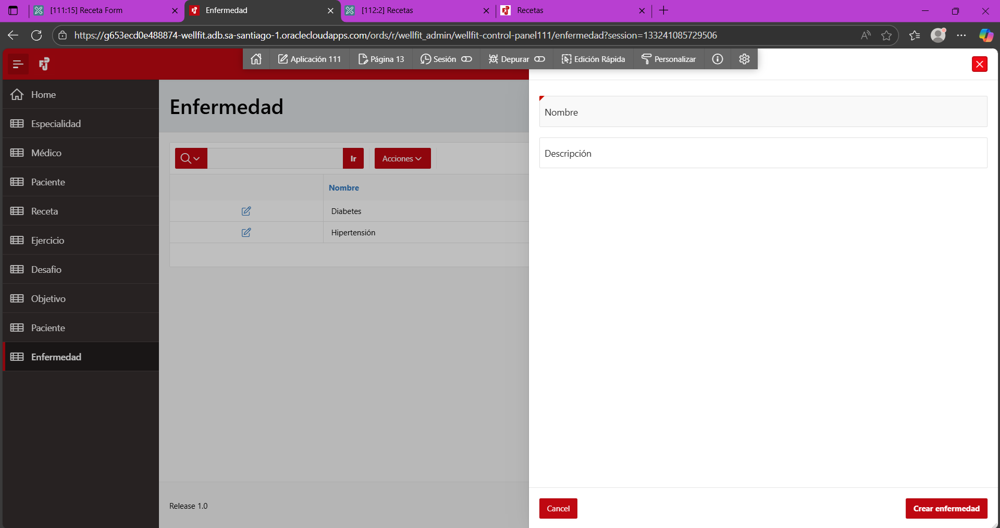 [111:15] Receta Form
Enfermedad
[112:2] Recetas
Recetas
https://g653ecd0e488874-wellfit.adb.sa-santiago-1.oraclecloudapps.com/ords/r/wellfit_admin/wellfit-control-panel111/enfermedad?session=133241085729506
Aplicación 111
Página 13
Sesión
Depurar
Edición Rápida
Personalizar
Home
Especialidad
Médico
Paciente
Receta
Ejercicio
Desafio
Objetivo
Paciente
Enfermedad
Enfermedad
Ir
Acciones
Nombre
Diabetes
Hipertensión
Release 1.0
Nombre
Descripción
Cancel
Crear enfermedad